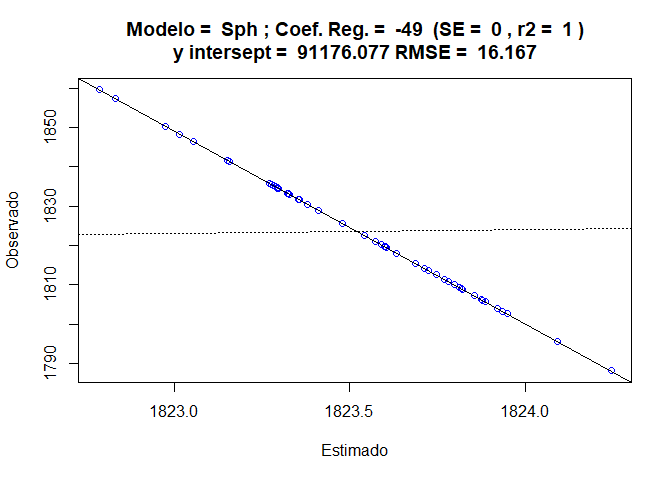 Modelo = Sph ; Coef. Reg. = -49 (SE = 0 , r2 = 1 )
y intersept = 91176.077 RMSE = 16.167
Observado
1850
1830
1810
1790
1823.0
1823.5
1824.0
Estimado